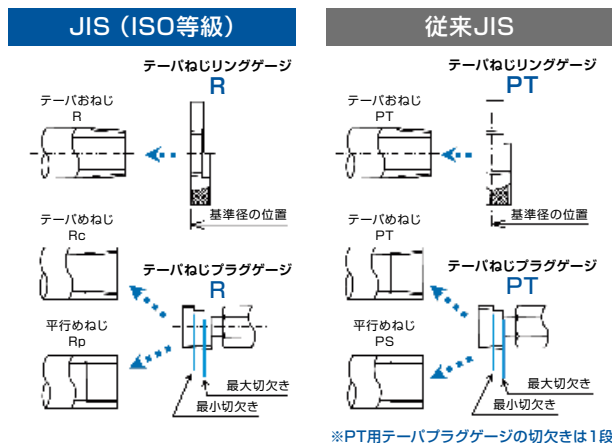 JIS（ISO等級）
テーパねじリングゲージ
R
テーパおねじ
R
基準径の位置
テーパめねじ
Rc
テーパねじプラグゲージ
R
平行めねじ
Rp
最大切欠き
最小切欠き
従来JIS
テーパねじリングゲージ
PT
テーパおねじ
PT
基準径の位置
テーパめねじ
PT
テーパねじプラグゲージ
PT
平行めねじ
PS
最大切欠き
最小切欠き
※PT用テーパプラグゲージの切欠きは1段